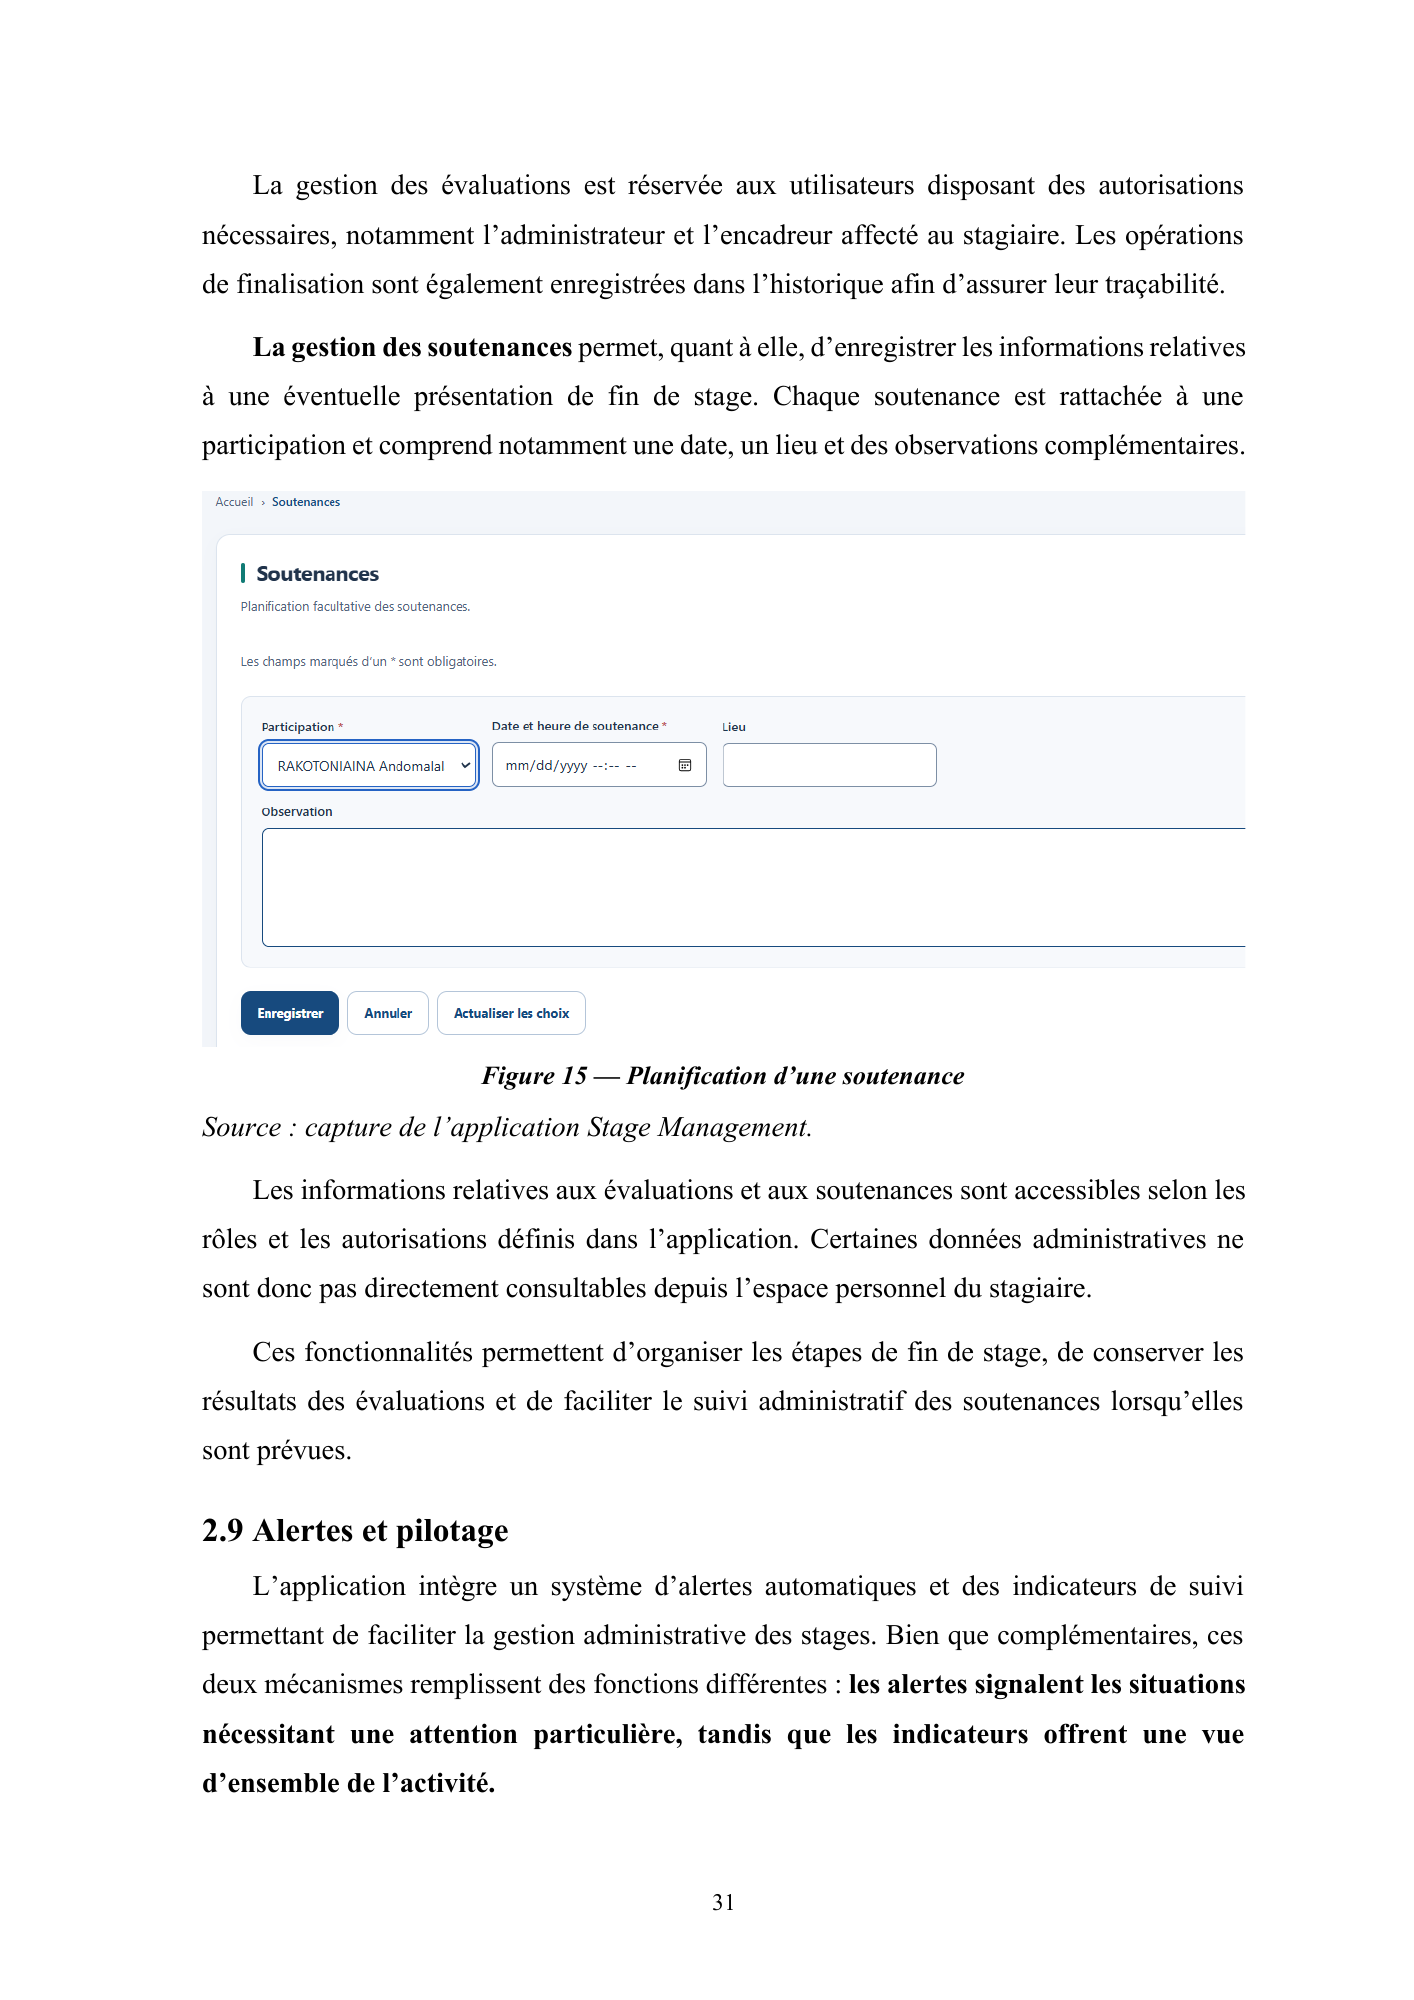 La gestion des évaluations est réservée aux utilisateurs disposant des autorisations
nécessaires, notamment l’administrateur et l’encadreur affecté au stagiaire. Les opérations
de finalisation sont également enregistrées dans l’historique afin d’assurer leur traçabilité.
La gestion des soutenances permet, quant à elle, d’enregistrer les informations relatives
à une éventuelle présentation de fin de stage. Chaque soutenance est rattachée à une
participation et comprend notamment une date, un lieu et des observations complémentaires.
Accueil › Soutenances
Soutenances
Planification facultative des soutenances.
Les champs marqués d’un * sont obligatoires.
Participation * Date et heure de soutenance * Lieu
RAKOTONIAINA Andomalal mm/dd/yyyy --:-- --
Observation
Enregistrer Annuler Actualiser les choix
Figure 15 — Planification d’une soutenance
Source : capture de l’application Stage Management.
Les informations relatives aux évaluations et aux soutenances sont accessibles selon les
rôles et les autorisations définis dans l’application. Certaines données administratives ne
sont donc pas directement consultables depuis l’espace personnel du stagiaire.
Ces fonctionnalités permettent d’organiser les étapes de fin de stage, de conserver les
résultats des évaluations et de faciliter le suivi administratif des soutenances lorsqu’elles
sont prévues.
2.9 Alertes et pilotage
L’application intègre un système d’alertes automatiques et des indicateurs de suivi
permettant de faciliter la gestion administrative des stages. Bien que complémentaires, ces
deux mécanismes remplissent des fonctions différentes : les alertes signalent les situations
nécessitant une attention particulière, tandis que les indicateurs offrent une vue
d’ensemble de l’activité.
31